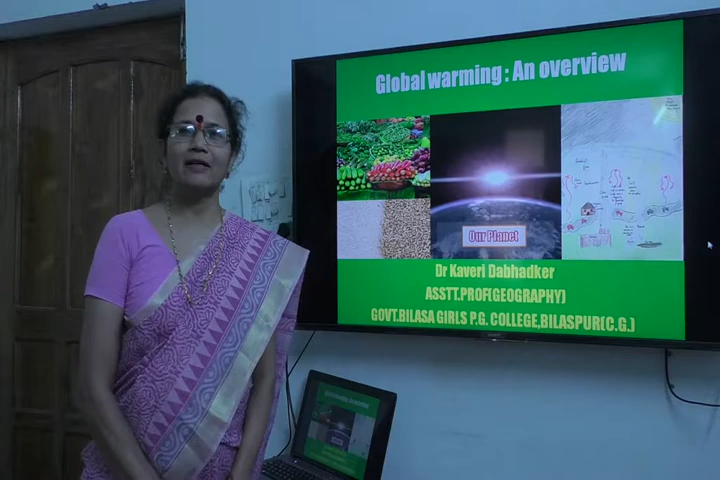 Global warming : An overview
Our Planet
Dr Kaveri Dabhadker
ASSTT.PROF(GEOGRAPHY)
GOVT.BILASA GIRLS P.G. COLLEGE,BILASPUR(C.G.)